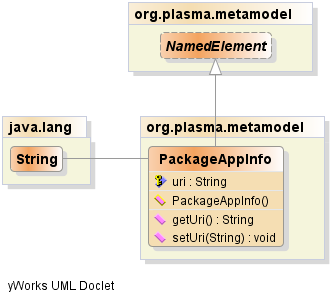 org.plasma.metamodel
NamedElement
java.lang
String
org.plasma.metamodel
PackageAppInfo
uri : String
PackageAppInfo()
getUri() : String
setUri(String) : void
yWorks UML Doclet